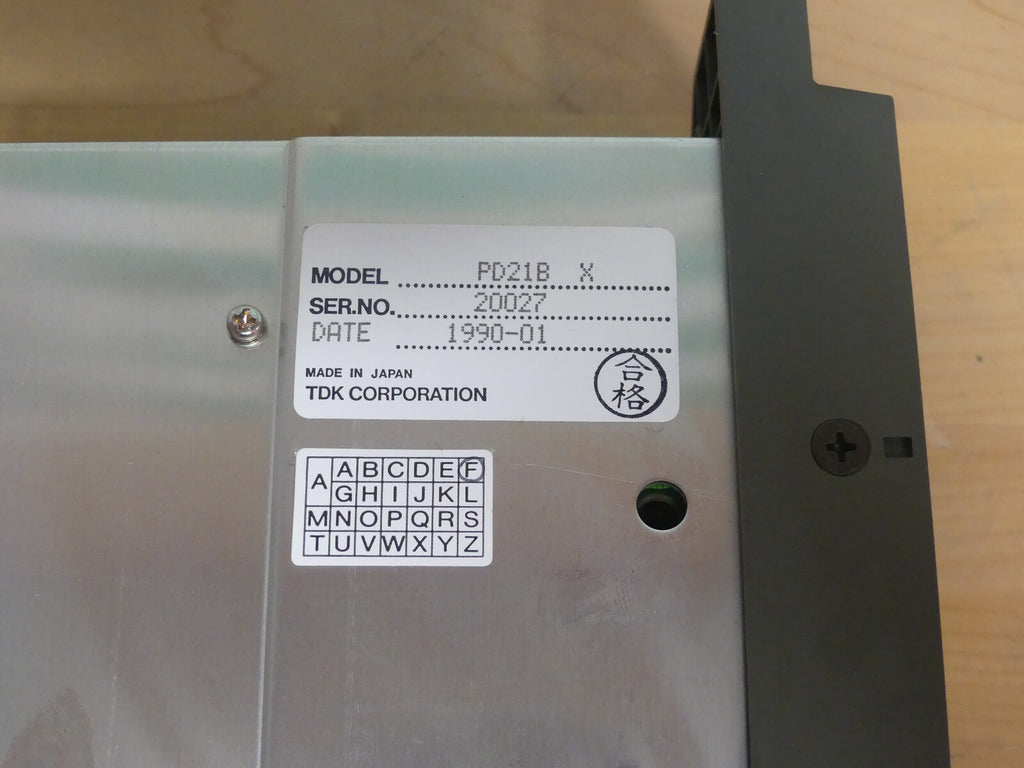 MODEL PD21B X
SER.NO. 20027
DATE 1990-01
MADE IN JAPAN
TDK CORPORATION
合格
A A B C D E F
G H I J K L
M N O P Q R S
T U V W X Y Z